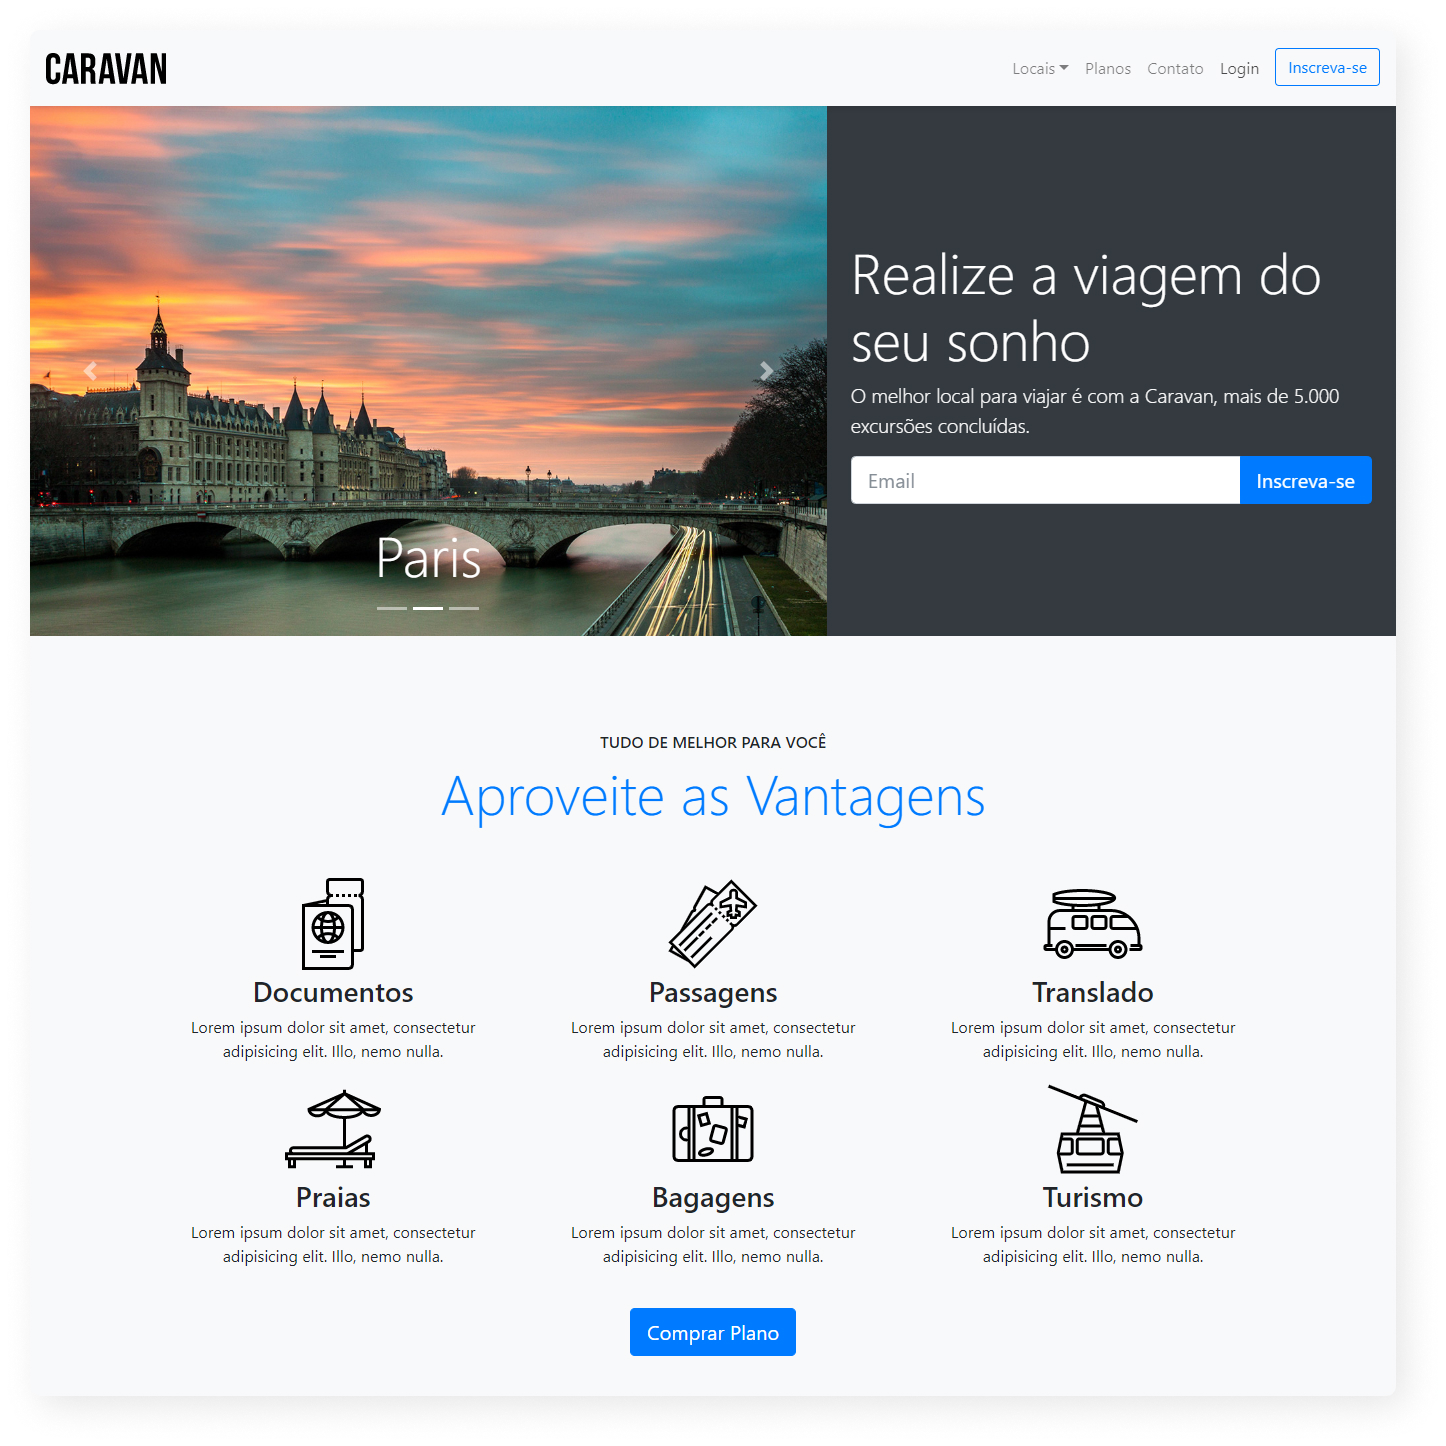 CARAVAN
Locais Planos Contato Login Inscreva-se
Realize a viagem do
seu sonho
O melhor local para viajar é com a Caravan, mais de 5.000
excursões concluídas.
Email Inscreva-se
Paris
TUDO DE MELHOR PARA VOCÊ
Aproveite as Vantagens
Documentos
Lorem ipsum dolor sit amet, consectetur
adipisicing elit. Illo, nemo nulla.
Passagens
Lorem ipsum dolor sit amet, consectetur
adipisicing elit. Illo, nemo nulla.
Translado
Lorem ipsum dolor sit amet, consectetur
adipisicing elit. Illo, nemo nulla.
Praias
Lorem ipsum dolor sit amet, consectetur
adipisicing elit. Illo, nemo nulla.
Bagagens
Lorem ipsum dolor sit amet, consectetur
adipisicing elit. Illo, nemo nulla.
Turismo
Lorem ipsum dolor sit amet, consectetur
adipisicing elit. Illo, nemo nulla.
Comprar Plano